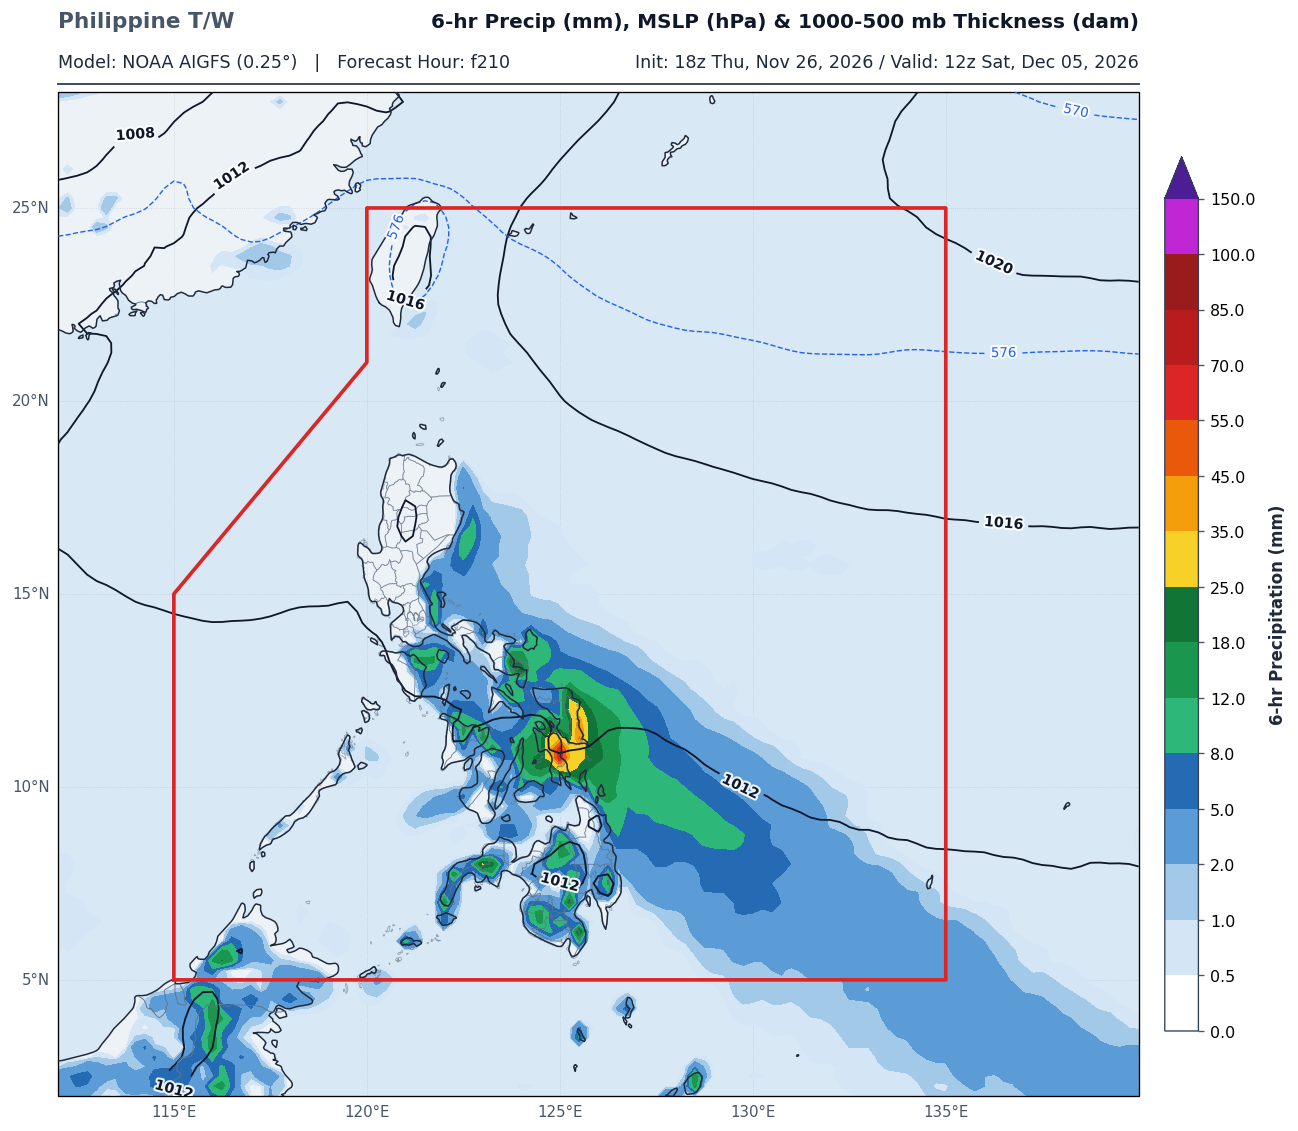 Philippine T/W
6-hr Precip (mm), MSLP (hPa) & 1000-500 mb Thickness (dam)
Model: NOAA AIGFS (0.25°) | Forecast Hour: f210
Init: 18z Thu, Nov 26, 2026 / Valid: 12z Sat, Dec 05, 2026
1008
1012
570
576
1020
1016
576
1016
1012
1012
1012
25°N
20°N
15°N
10°N
5°N
115°E
120°E
125°E
130°E
135°E
150.0
100.0
85.0
70.0
55.0
45.0
35.0
25.0
18.0
12.0
8.0
5.0
2.0
1.0
0.5
0.0
6-hr Precipitation (mm)